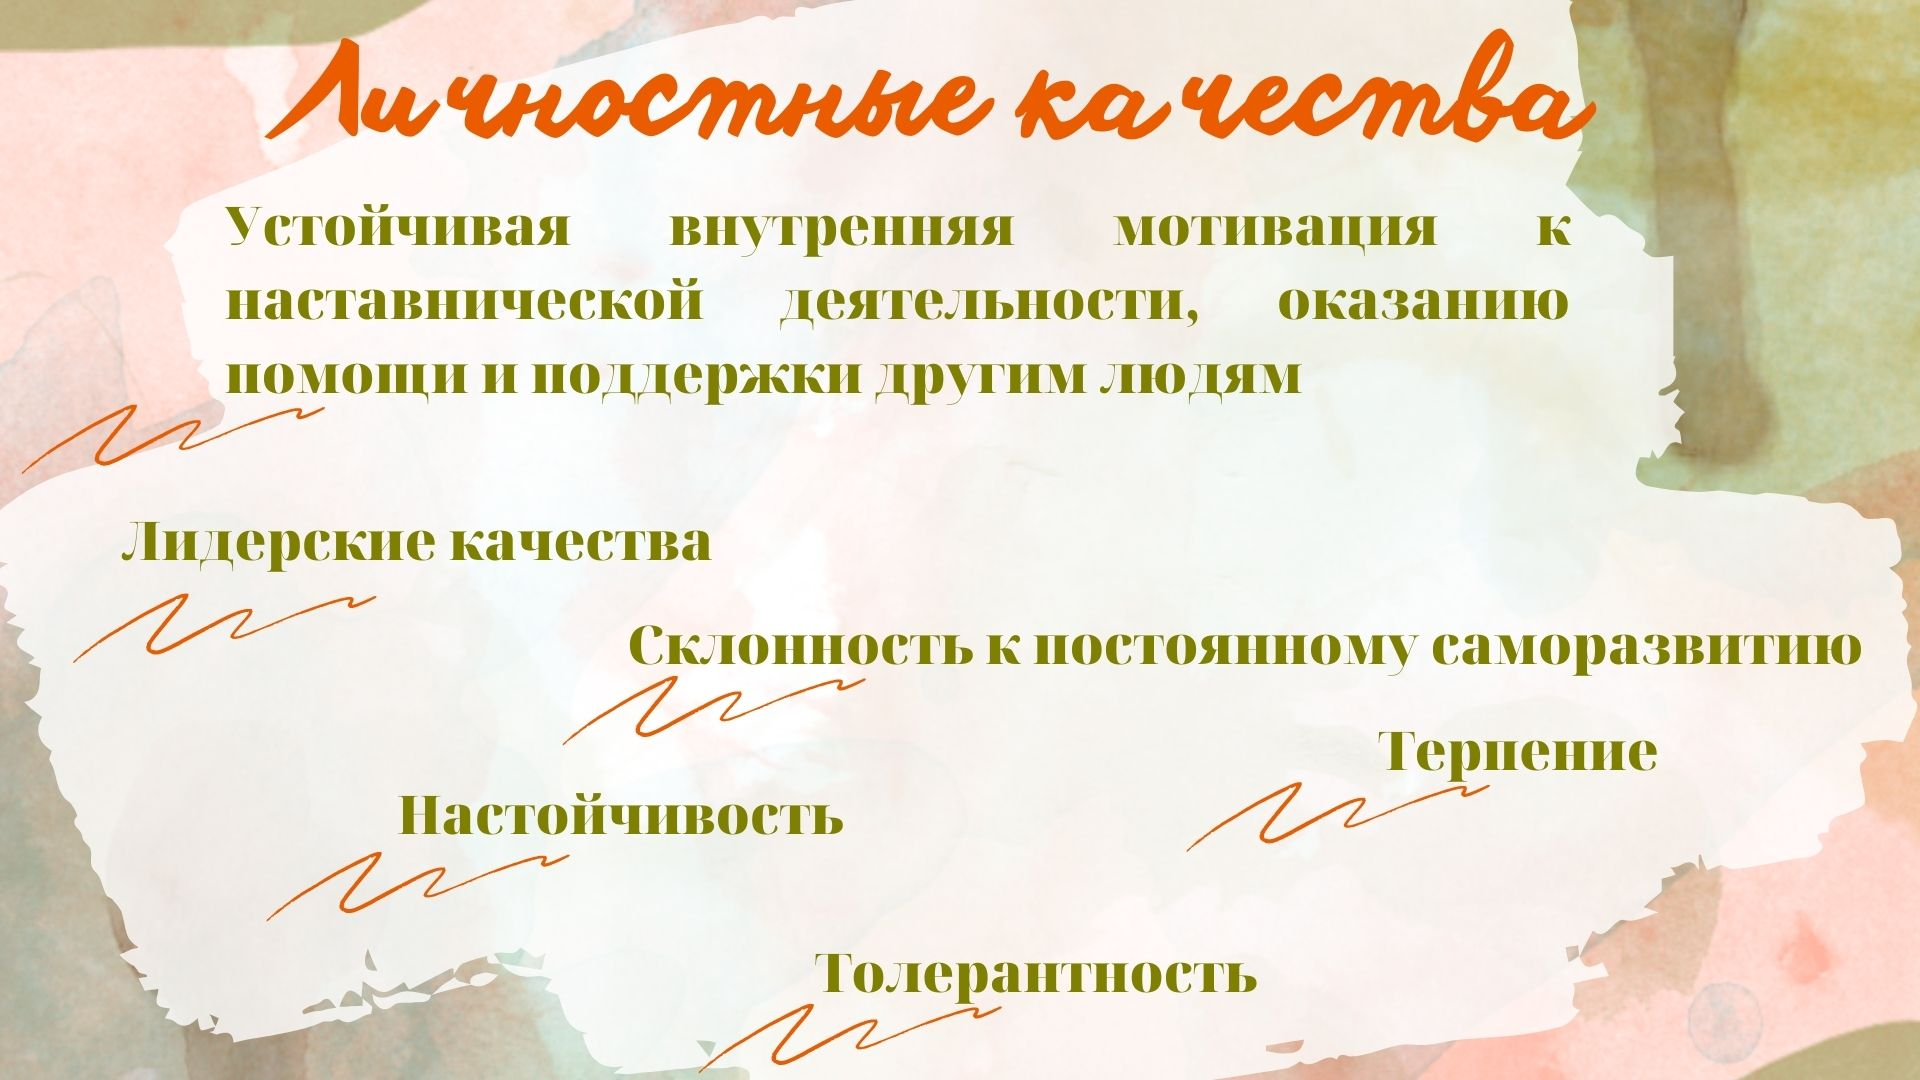 Личностные качества
Устойчивая внутренняя мотивация к
наставнической деятельности, оказанию
помощи и поддержки другим людям
Лидерские качества
Склонность к постоянному саморазвитию
Терпение
Настойчивость
Толерантность